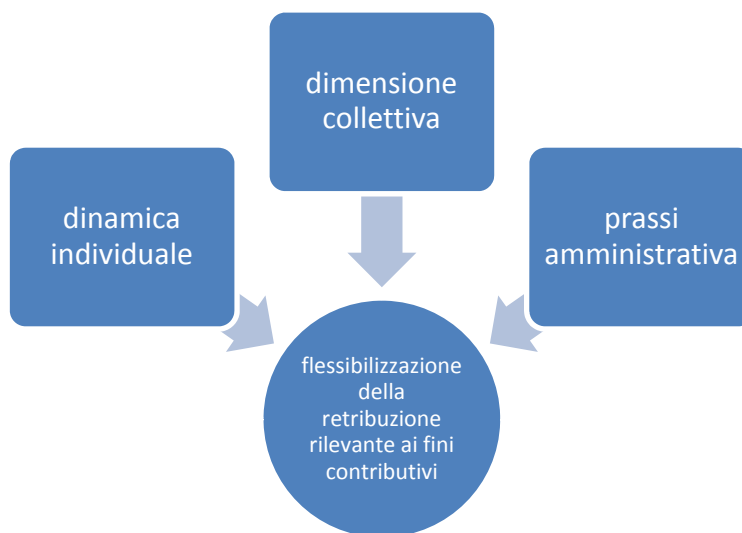 dimensione
collettiva
dinamica
individuale
prassi
amministrativa
flessibilizzazione
della
retribuzione
rilevante ai fini
contributivi